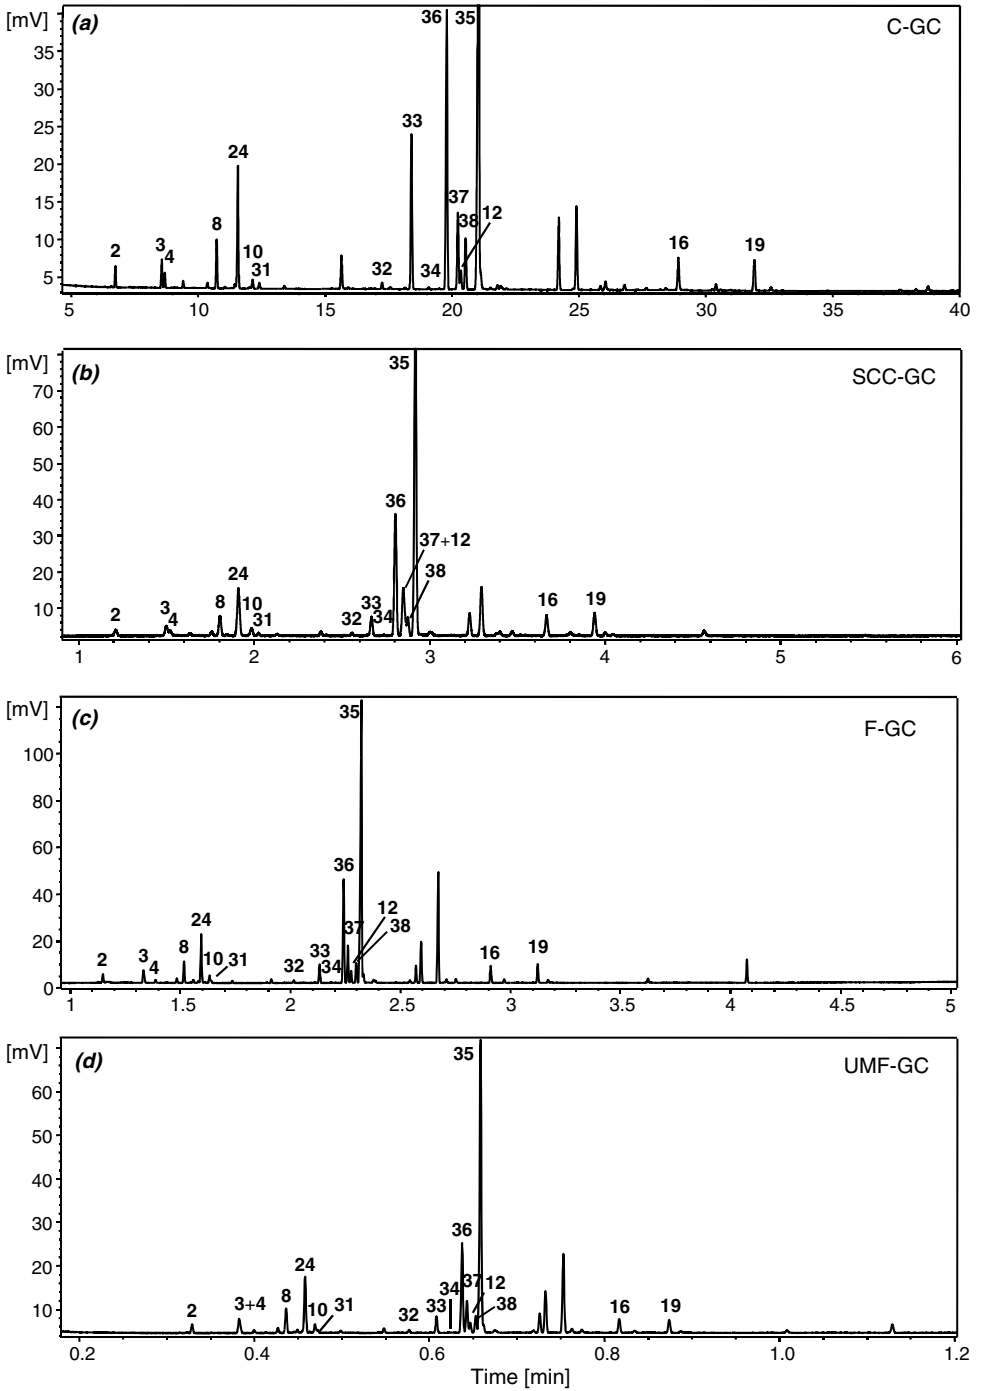 [mV] (a) C-GC
36 35
35
30
33
25
24
20
37
15
8 38 12
10 3 10 16 19
2 4 31 32 34
5
5 10 15 20 25 30 35 40
[mV] (b) SCC-GC
35
70
60
50
36
40
37+12
30
24 38
20 3 8 10 33 16 19
2 4 31 32 34
10
1 2 3 4 5 6
[mV] (c) F-GC
35
100
80
60
36
40
24 12
37 38
20 3 8 10 31 33 16 19
2 4 32 34
0
1 1.5 2 2.5 3 3.5 4 4.5 5
[mV] (d) UMF-GC
35
60
50
40
30
36
24
20 34 37 12
2 3+4 8 10 31 32 33 38 16 19
10
0.2 0.4 0.6 0.8 1.0 1.2
Time [min]